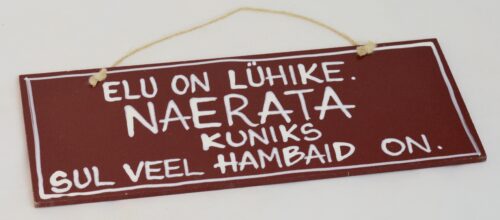 ELU ON LÜHIKE.
NAERATA
KUNIKS
SUL VEEL HAMBAID ON.